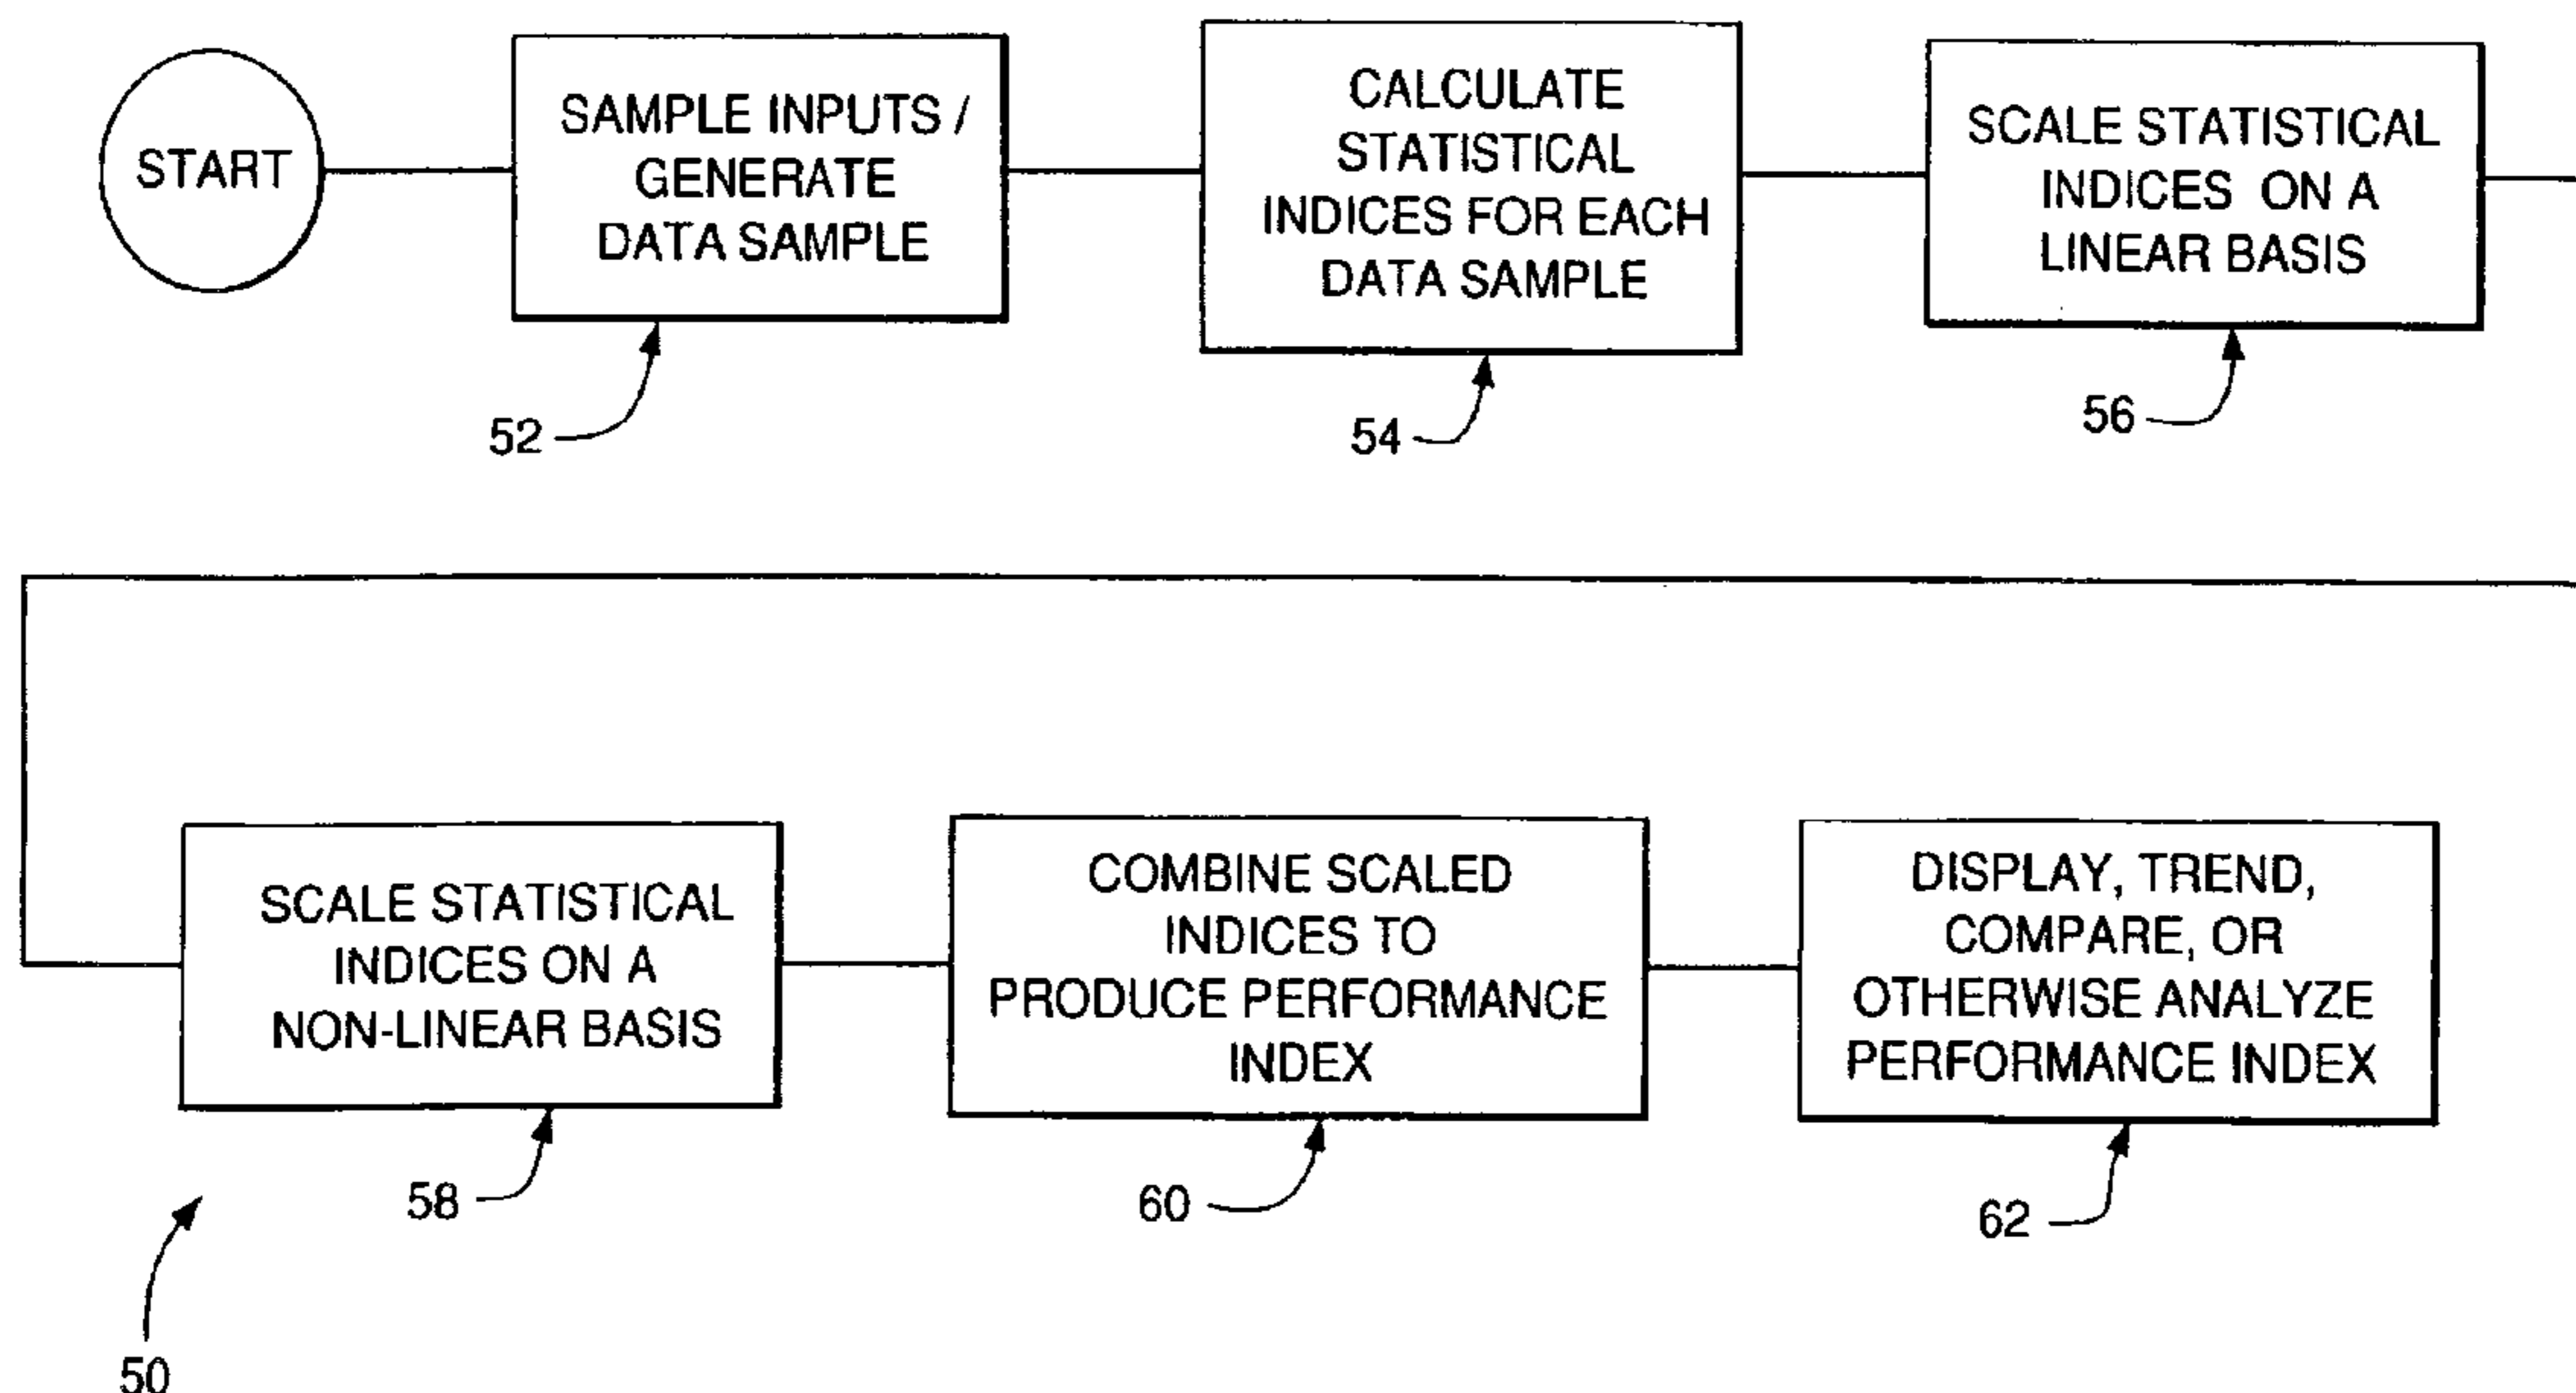 START
SAMPLE INPUTS /
GENERATE
DATA SAMPLE
52
CALCULATE
STATISTICAL
INDICES FOR EACH
DATA SAMPLE
54
SCALE STATISTICAL
INDICES ON A
LINEAR BASIS
56
SCALE STATISTICAL
INDICES ON A
NON-LINEAR BASIS
58
COMBINE SCALED
INDICES TO
PRODUCE PERFORMANCE
INDEX
60
DISPLAY, TREND,
COMPARE, OR
OTHERWISE ANALYZE
PERFORMANCE INDEX
62
50